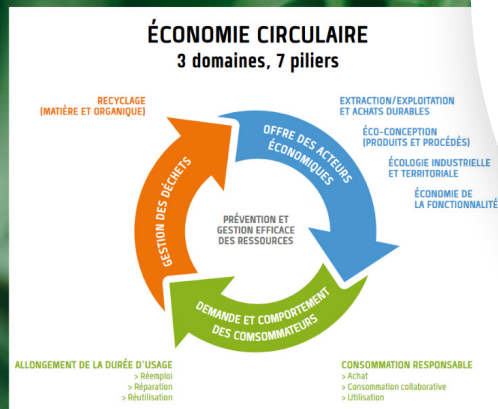 ÉCONOMIE CIRCULAIRE
3 domaines, 7 piliers
RECYCLAGE
(MATIÈRE ET ORGANIQUE)
EXTRACTION/EXPLOITATION
ET ACHATS DURABLES
ÉCO-CONCEPTION
(PRODUITS ET PROCÉDÉS)
ÉCOLOGIE INDUSTRIELLE
ET TERRITORIALE
ÉCONOMIE DE
LA FONCTIONNALITÉ
OFFRE DES ACTEURS
ÉCONOMIQUES
GESTION DES DÉCHETS
PRÉVENTION ET
GESTION EFFICACE
DES RESSOURCES
DEMANDE ET COMPORTEMENT
DES COMSOMMATEURS
ALLONGEMENT DE LA DURÉE D'USAGE
> Réemploi
> Réparation
> Réutilisation
CONSOMMATION RESPONSABLE
> Achat
> Consommation collaborative
> Utilisation